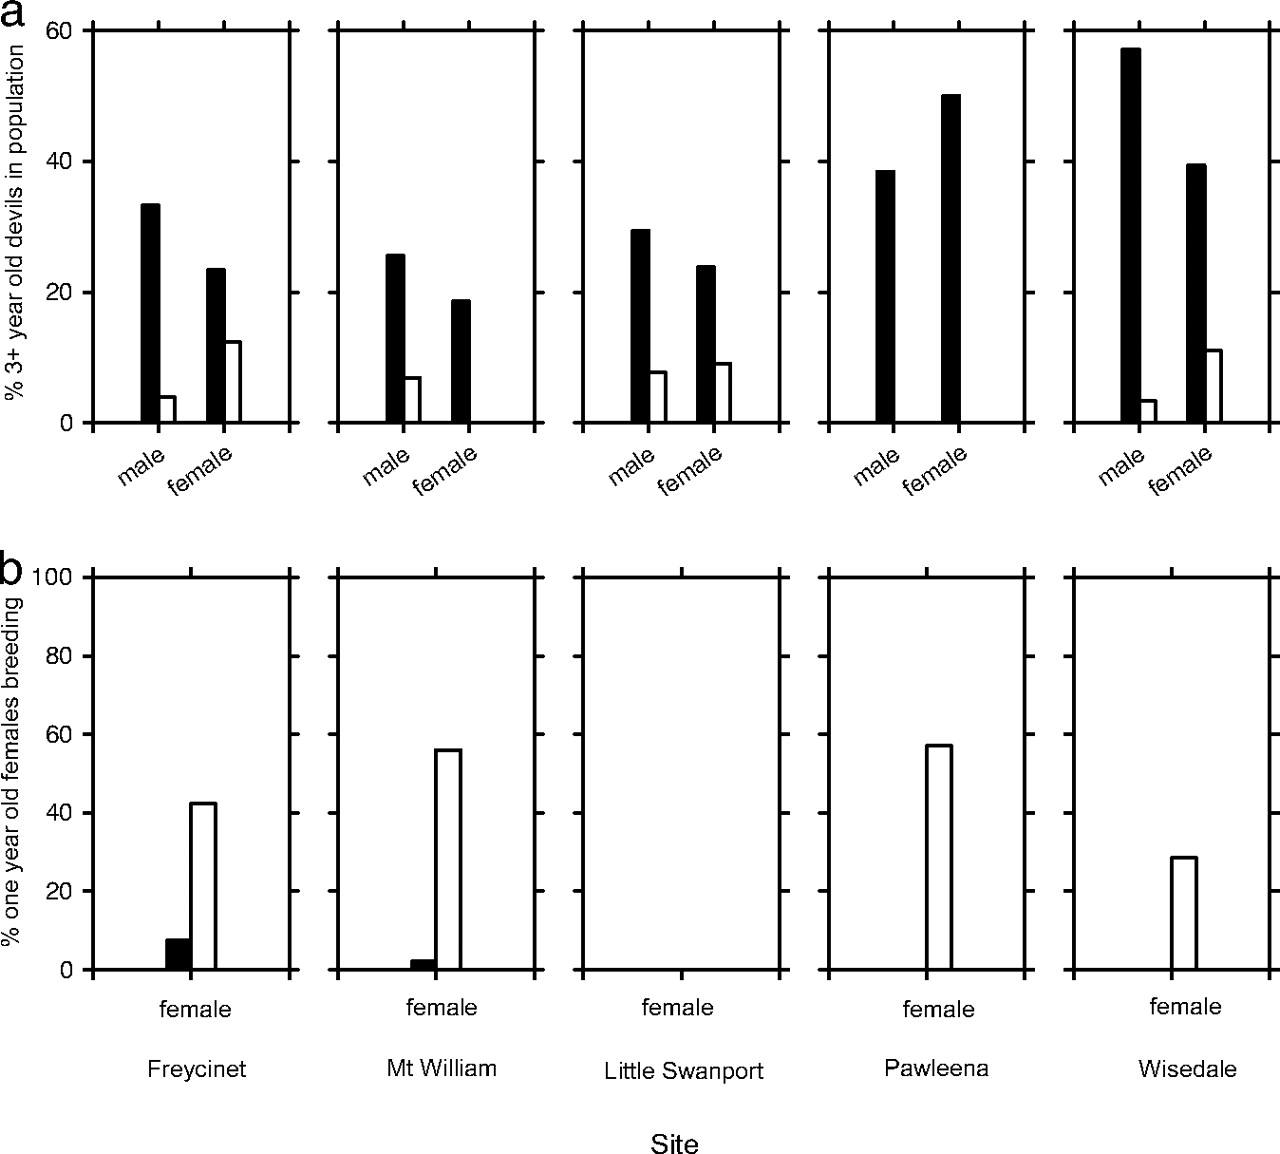 a
% 3+ year old devils in population
60
40
20
0
male female male female male female male female male female
b
% one year old females breeding
100
80
60
40
20
0
female female female female female
Freycinet Mt William Little Swanport Pawleena Wisedale
Site